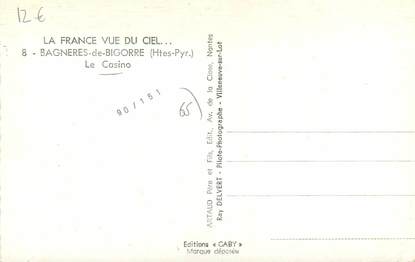 12 €
LA FRANCE VUE DU CIEL...
8 - BAGNERES-de-BIGORRE (Htes-Pyr.)
Le Casino
90/151
65
ARTAUD Père et Fils, Edit., Av. de la Close, Nantes
Ray DELVERT - Pilote-Photographe - Villeneuve-sur-Lot
Editions « GABY »
Marque déposée